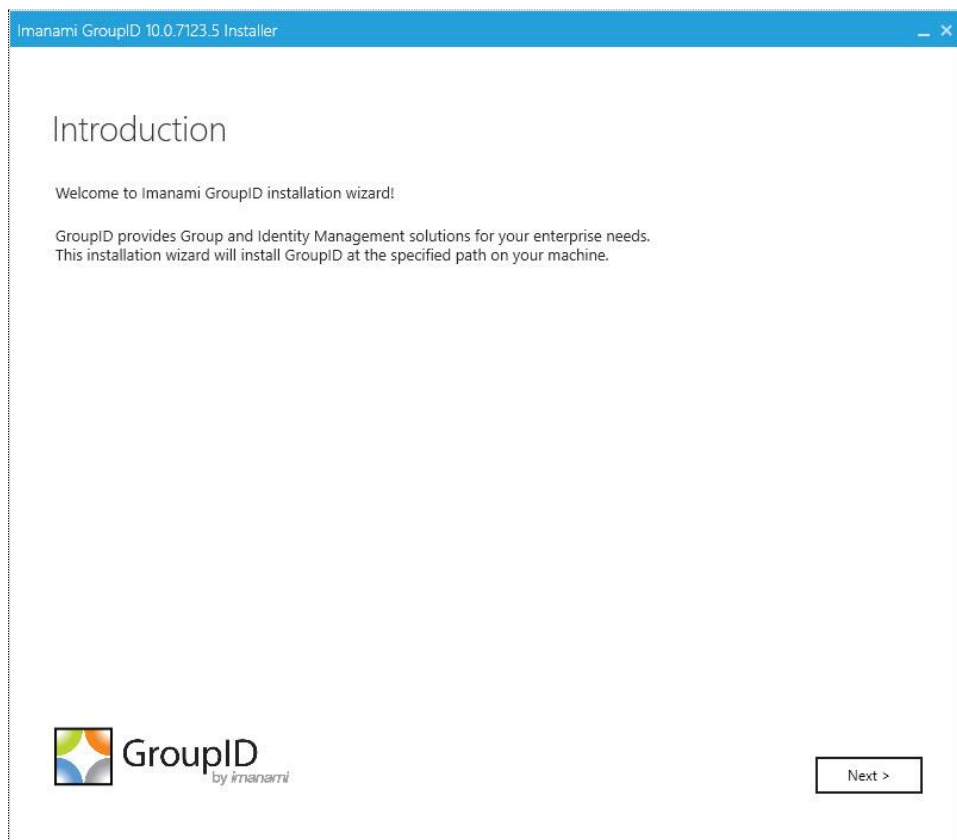 Imanami GroupID 10.0.7123.5 Installer
Introduction
Welcome to Imanami GroupID installation wizard!
GroupID provides Group and Identity Management solutions for your enterprise needs.
This installation wizard will install GroupID at the specified path on your machine.
GroupID
by imanami
Next >